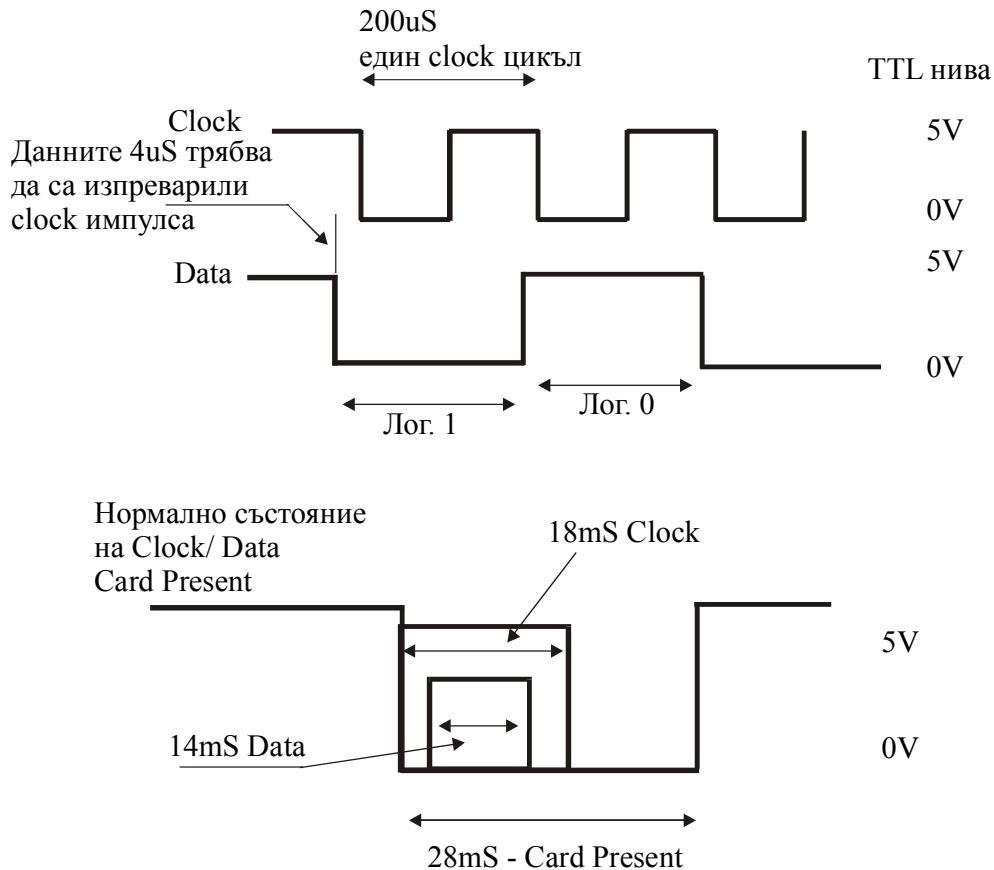 200uS
един clock цикъл
TTL нива
Clock
5V
Данните 4uS трябва
да са изпреварили
clock импулса
0V
5V
Data
0V
Лог. 1
Лог. 0
Нормално състояние
на Clock/ Data
Card Present
18mS Clock
5V
14mS Data
0V
28mS - Card Present